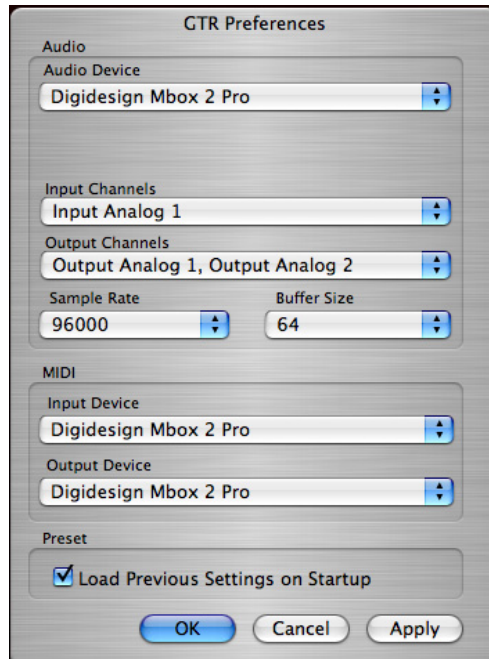 GTR Preferences
Audio
Audio Device
Digidesign Mbox 2 Pro
Input Channels
Input Analog 1
Output Channels
Output Analog 1, Output Analog 2
Sample Rate Buffer Size
96000 64
MIDI
Input Device
Digidesign Mbox 2 Pro
Output Device
Digidesign Mbox 2 Pro
Preset
Load Previous Settings on Startup
OK Cancel Apply